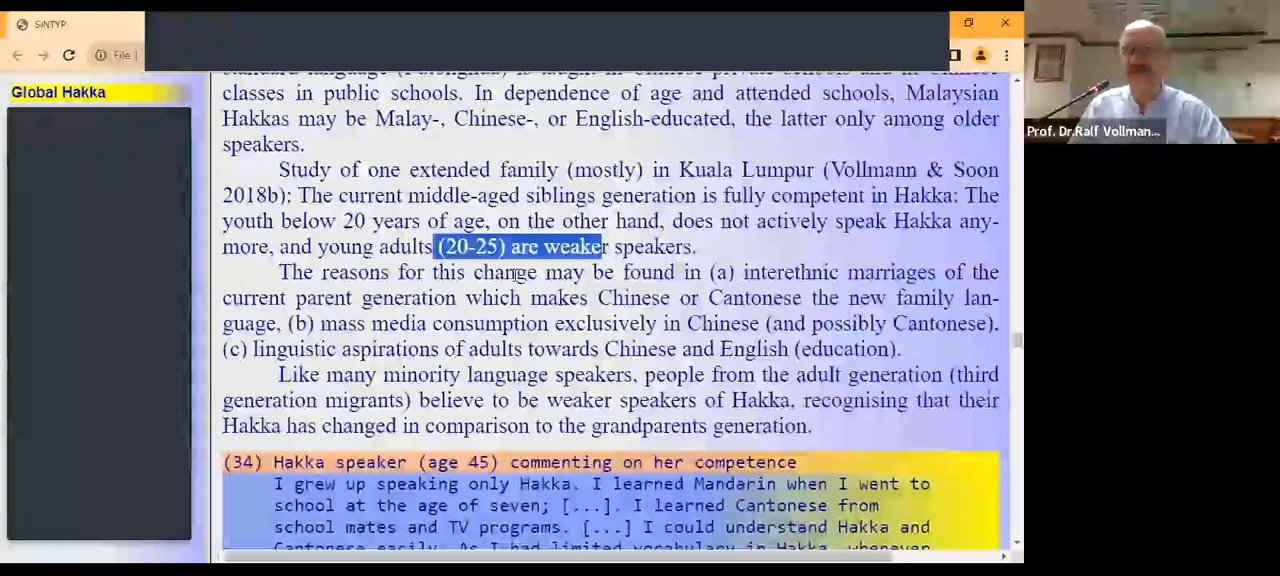 SiNTYP
File
Global Hakka
classes in public schools. In dependence of age and attended schools, Malaysian
Hakkas may be Malay-, Chinese-, or English-educated, the latter only among older
speakers.
Study of one extended family (mostly) in Kuala Lumpur (Vollmann & Soon
2018b): The current middle-aged siblings generation is fully competent in Hakka: The
youth below 20 years of age, on the other hand, does not actively speak Hakka any-
more, and young adults (20-25) are weaker speakers.
The reasons for this change may be found in (a) interethnic marriages of the
current parent generation which makes Chinese or Cantonese the new family lan-
guage, (b) mass media consumption exclusively in Chinese (and possibly Cantonese).
(c) linguistic aspirations of adults towards Chinese and English (education).
Like many minority language speakers, people from the adult generation (third
generation migrants) believe to be weaker speakers of Hakka, recognising that their
Hakka has changed in comparison to the grandparents generation.
(34) Hakka speaker (age 45) commenting on her competence
I grew up speaking only Hakka. I learned Mandarin when I went to
school at the age of seven; [...]. I learned Cantonese from
school mates and TV programs. [...] I could understand Hakka and
Cantonese easily. As I had limited vocabulary in Hakka, whenever
Prof. Dr.Ralf Vollman...